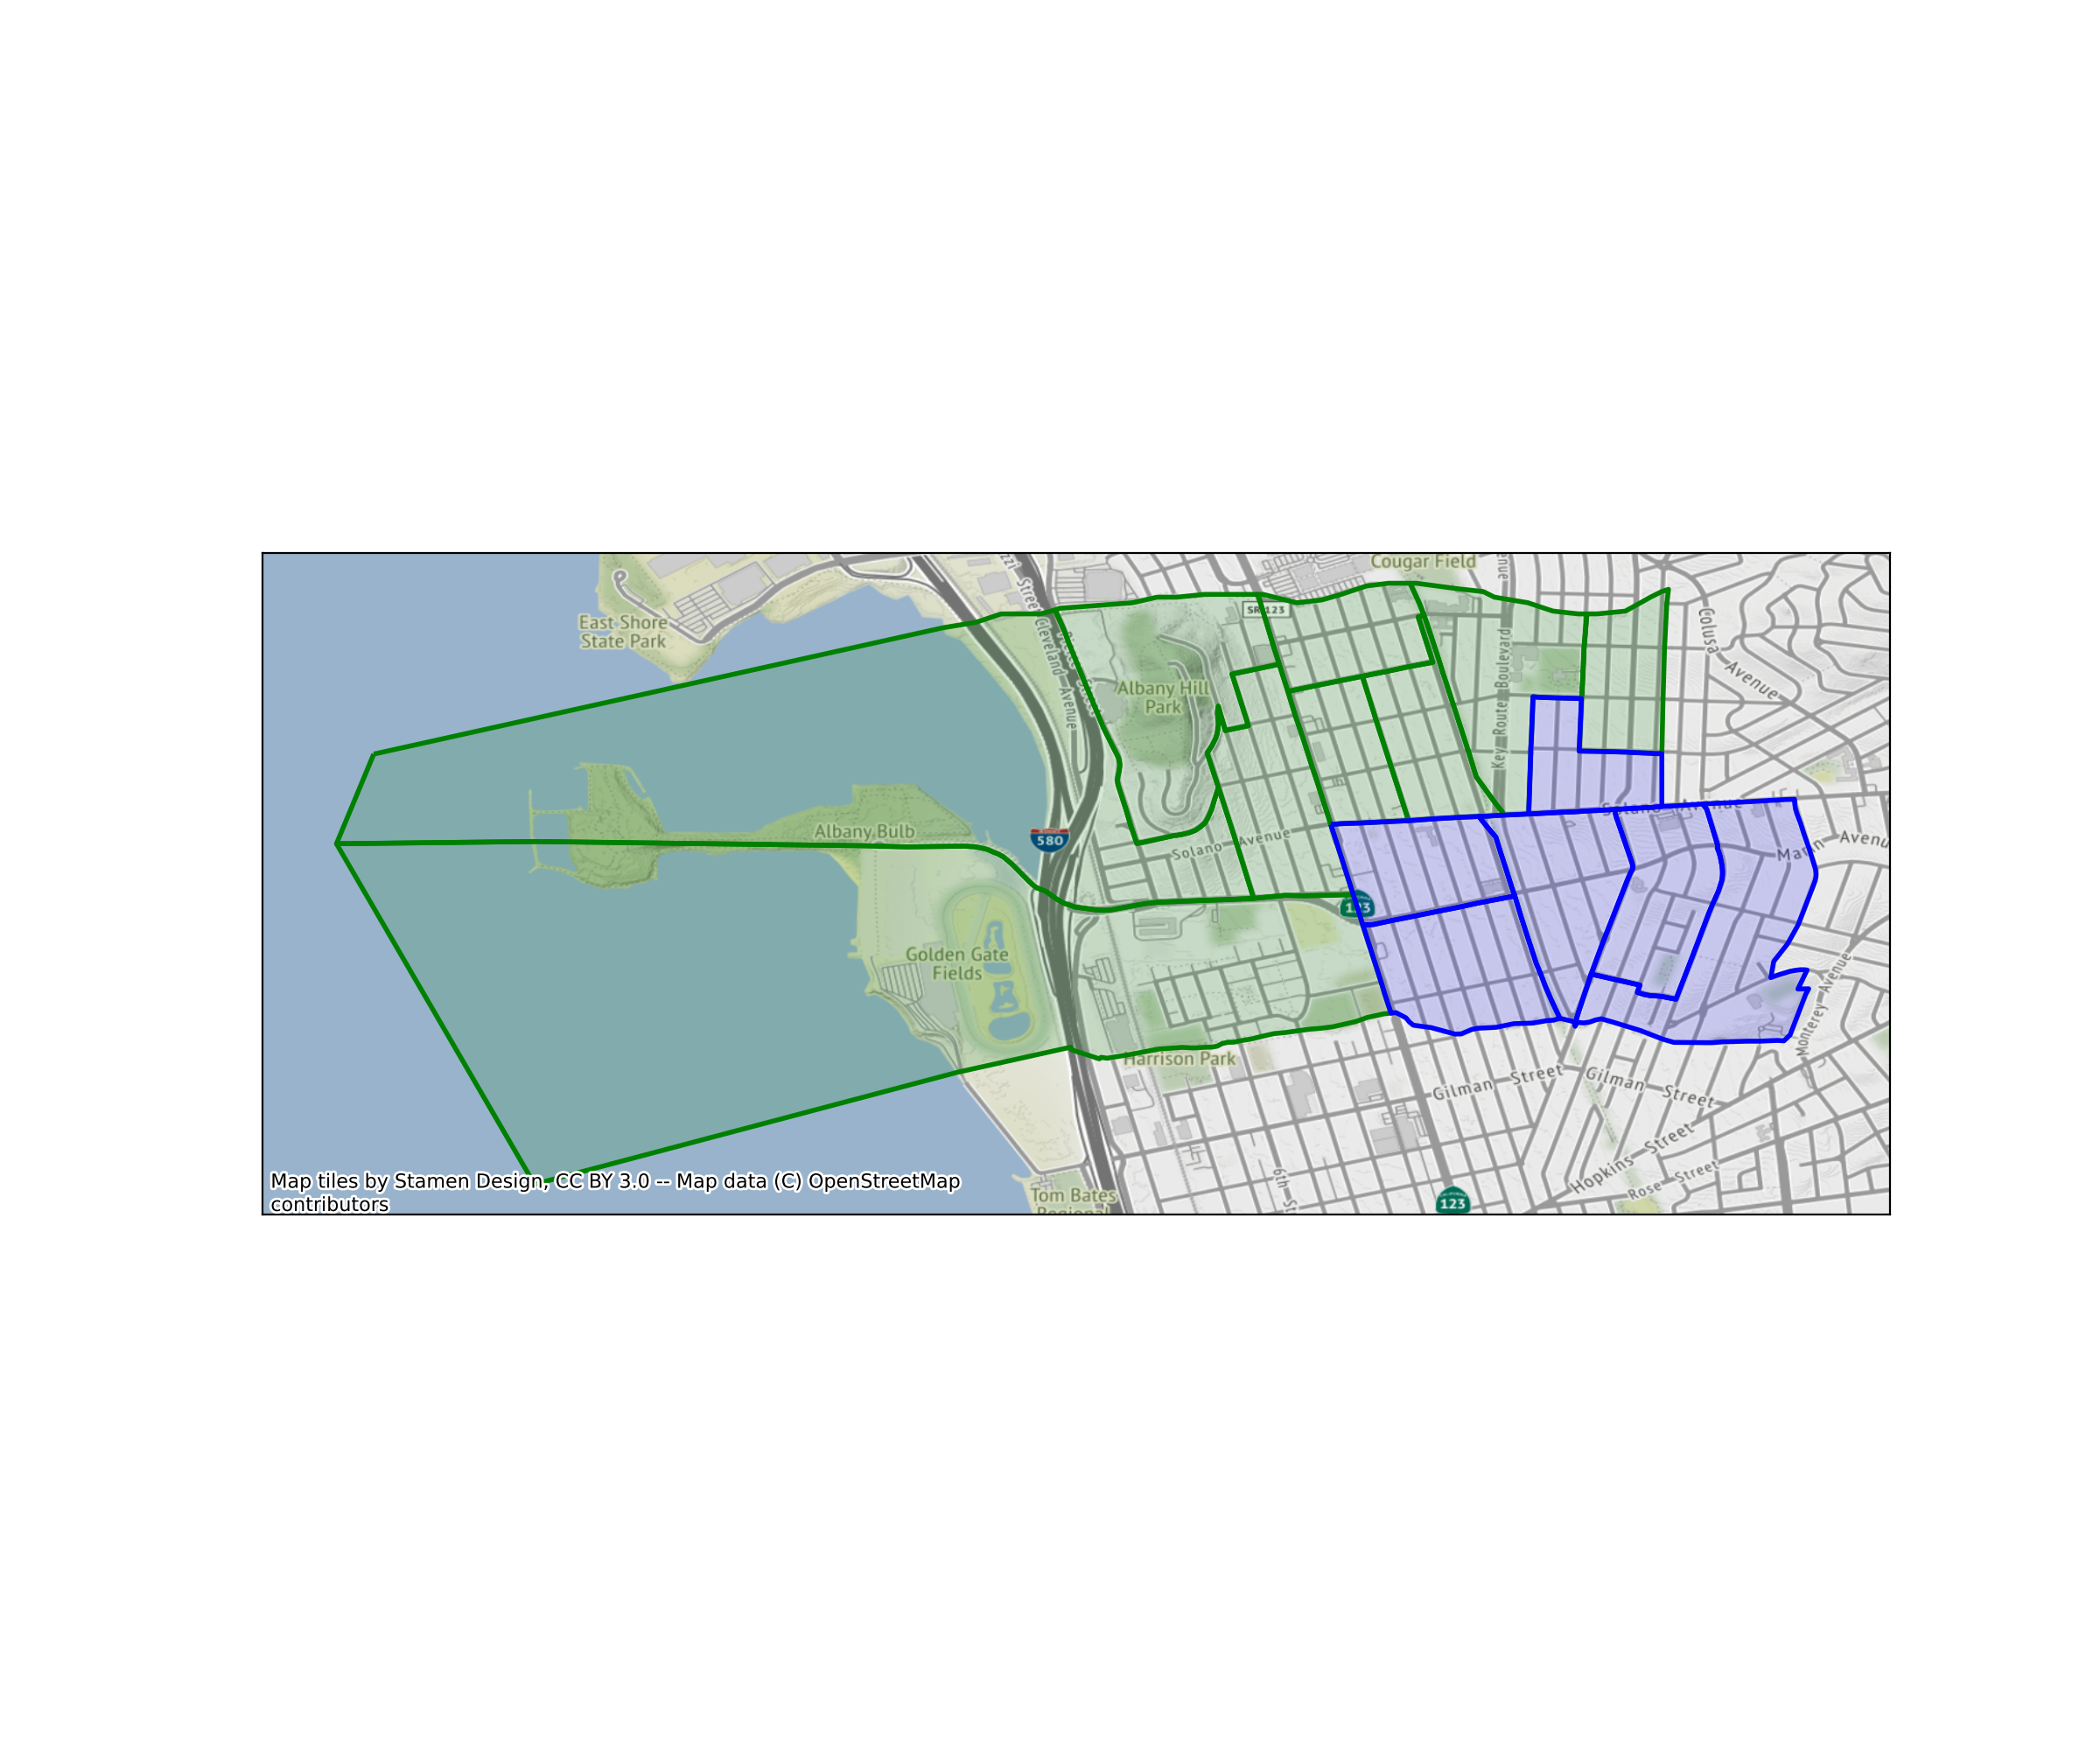 Cougar Field
East Shore
State Park
SR 123
Street
Cleveland Avenue
Street
Colusa Avenue
Albany Hill
Park
Key Route Boulevard
Solano Avenue
Albany Bulb
580
Solano Avenue
Marin Avenu
123
Golden Gate
Fields
Monterey Avenue
Harrison Park
Gilman Street
Gilman Street
Hopkins Street
Rose Street
6th St
Map tiles by Stamen Design, CC BY 3.0 -- Map data (C) OpenStreetMap
contributors
Tom Bates
Regional
123